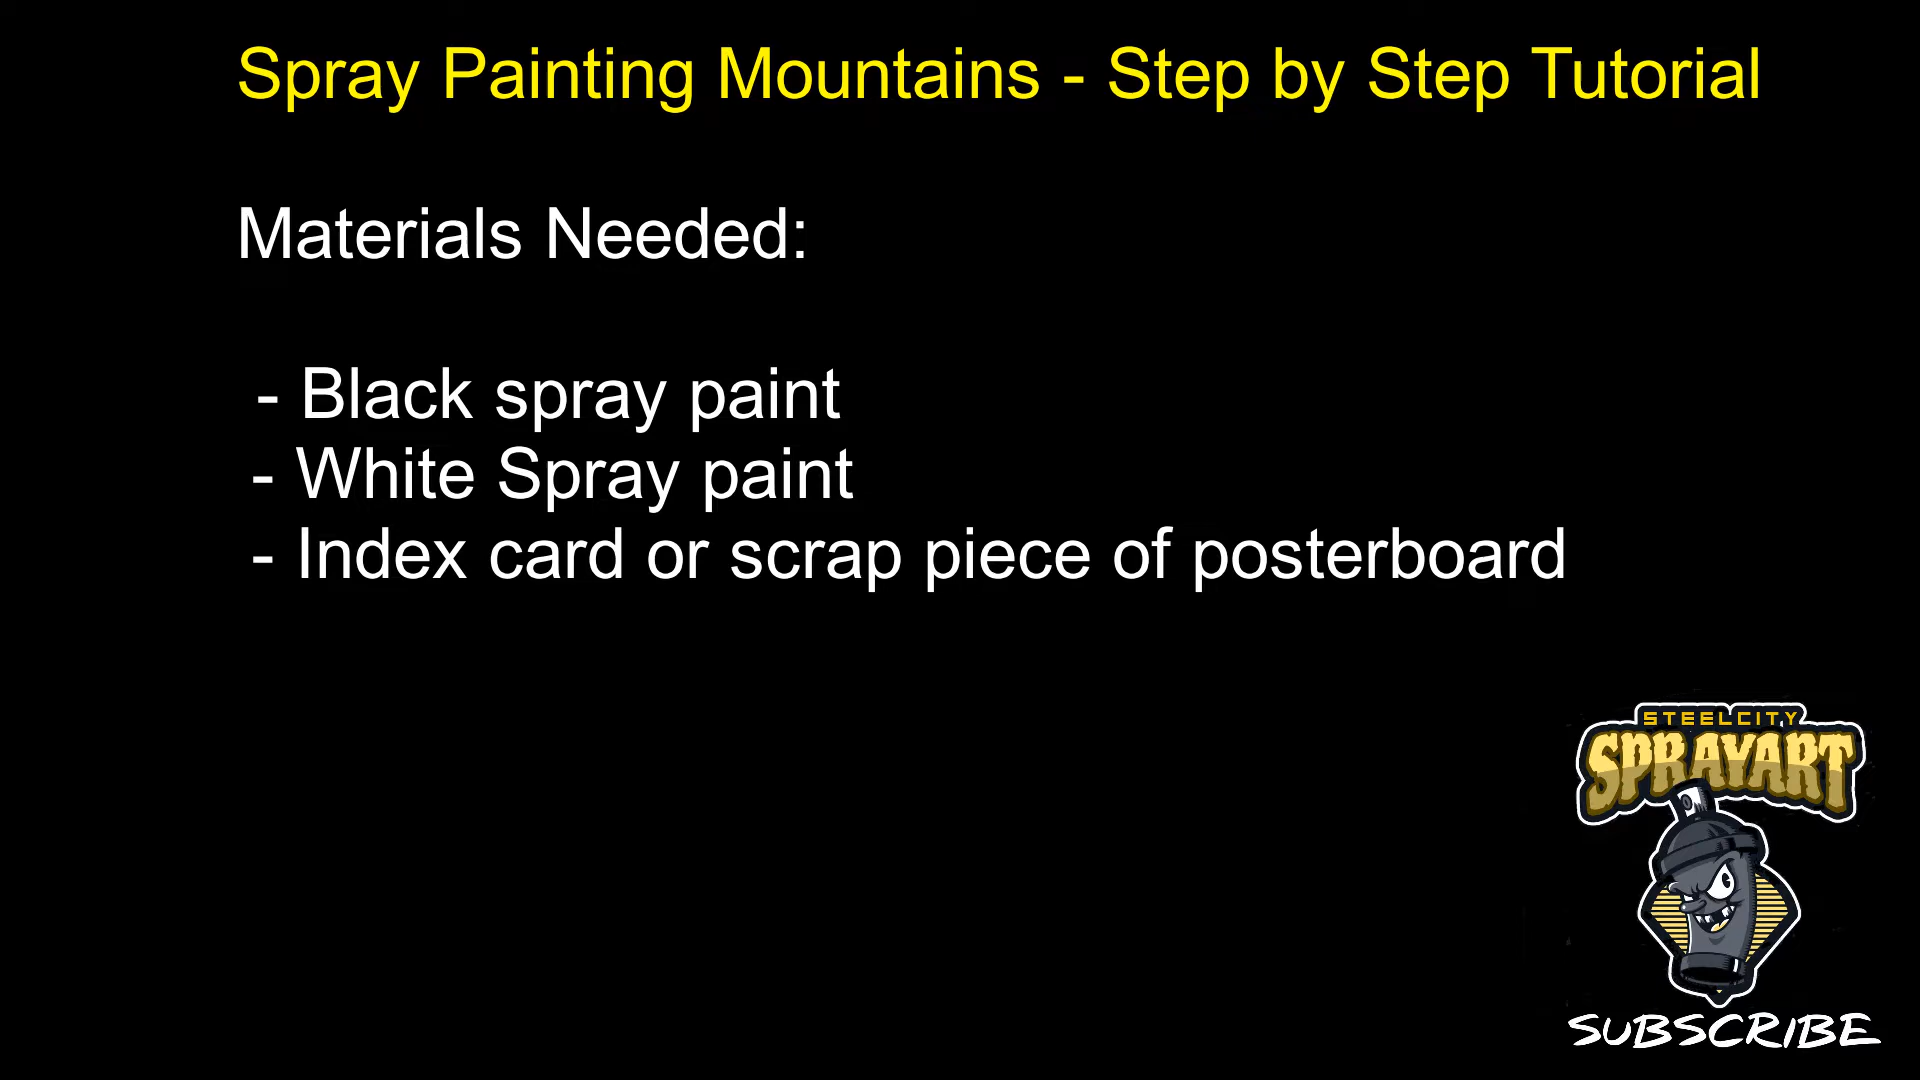 Spray Painting Mountains - Step by Step Tutorial
Materials Needed:
- Black spray paint
- White Spray paint
- Index card or scrap piece of posterboard
STEELCITY
SPRAYART
SUBSCRIBE